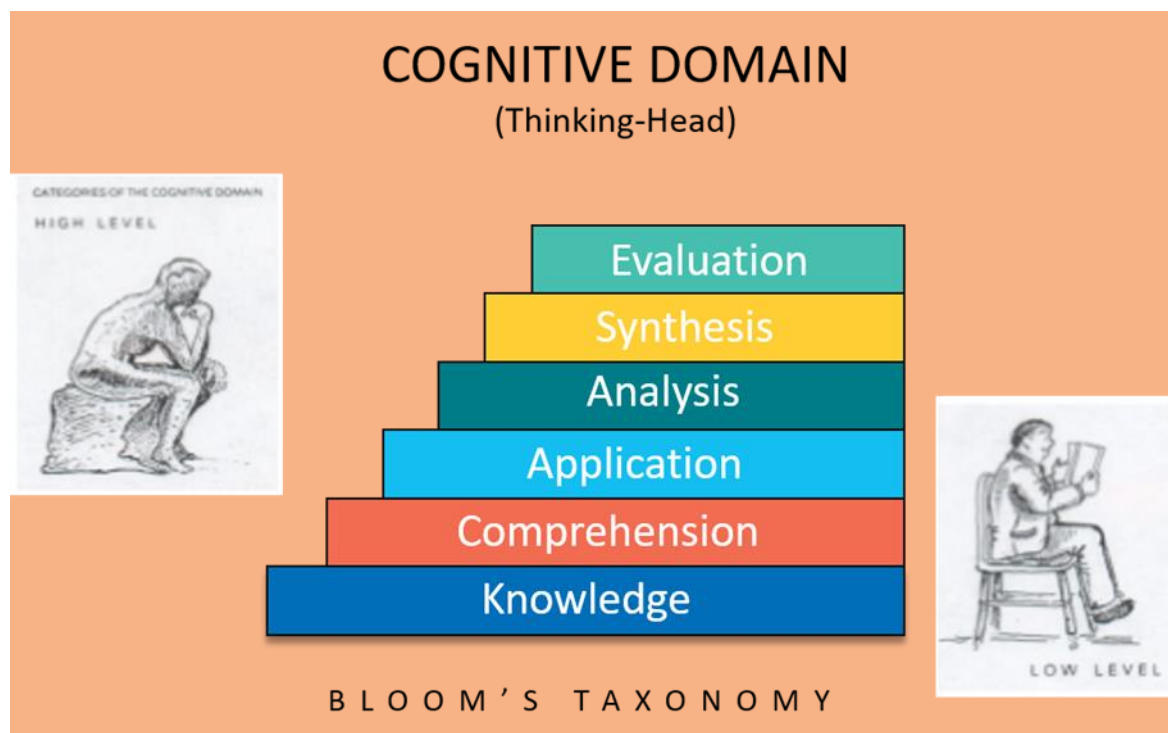 COGNITIVE DOMAIN
(Thinking-Head)
CATEGORIES OF THE COGNITIVE DOMAIN
HIGH LEVEL
Evaluation
Synthesis
Analysis
Application
Comprehension
Knowledge
LOW LEVEL
BLOOM’S TAXONOMY